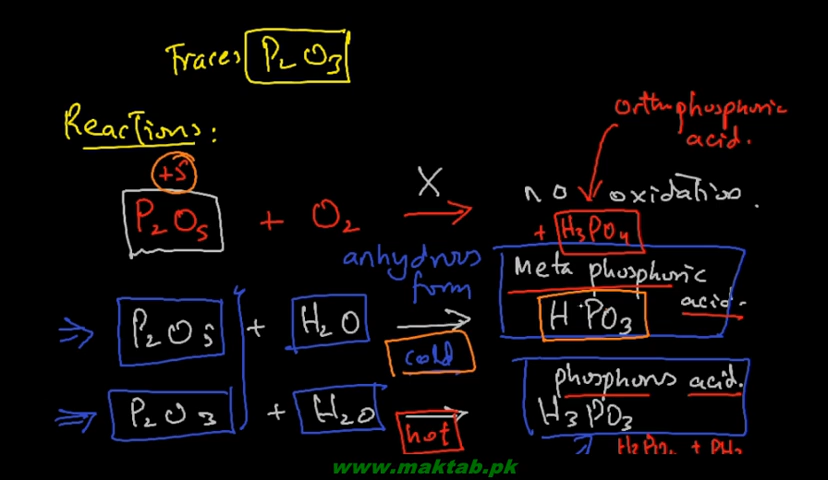 Traces P2O3
Orthophosphoric
acid.
Reactions:
+5
P2O5 + O2 X no oxidation.
+ H3PO4
anhydrous
form
Meta phosphoric
acid.
⇒ P2O5 + H2O → HPO3
cold
phosphorus acid.
⇒ P2O3 + H2O → H3PO3
hot
www.maktab.pk